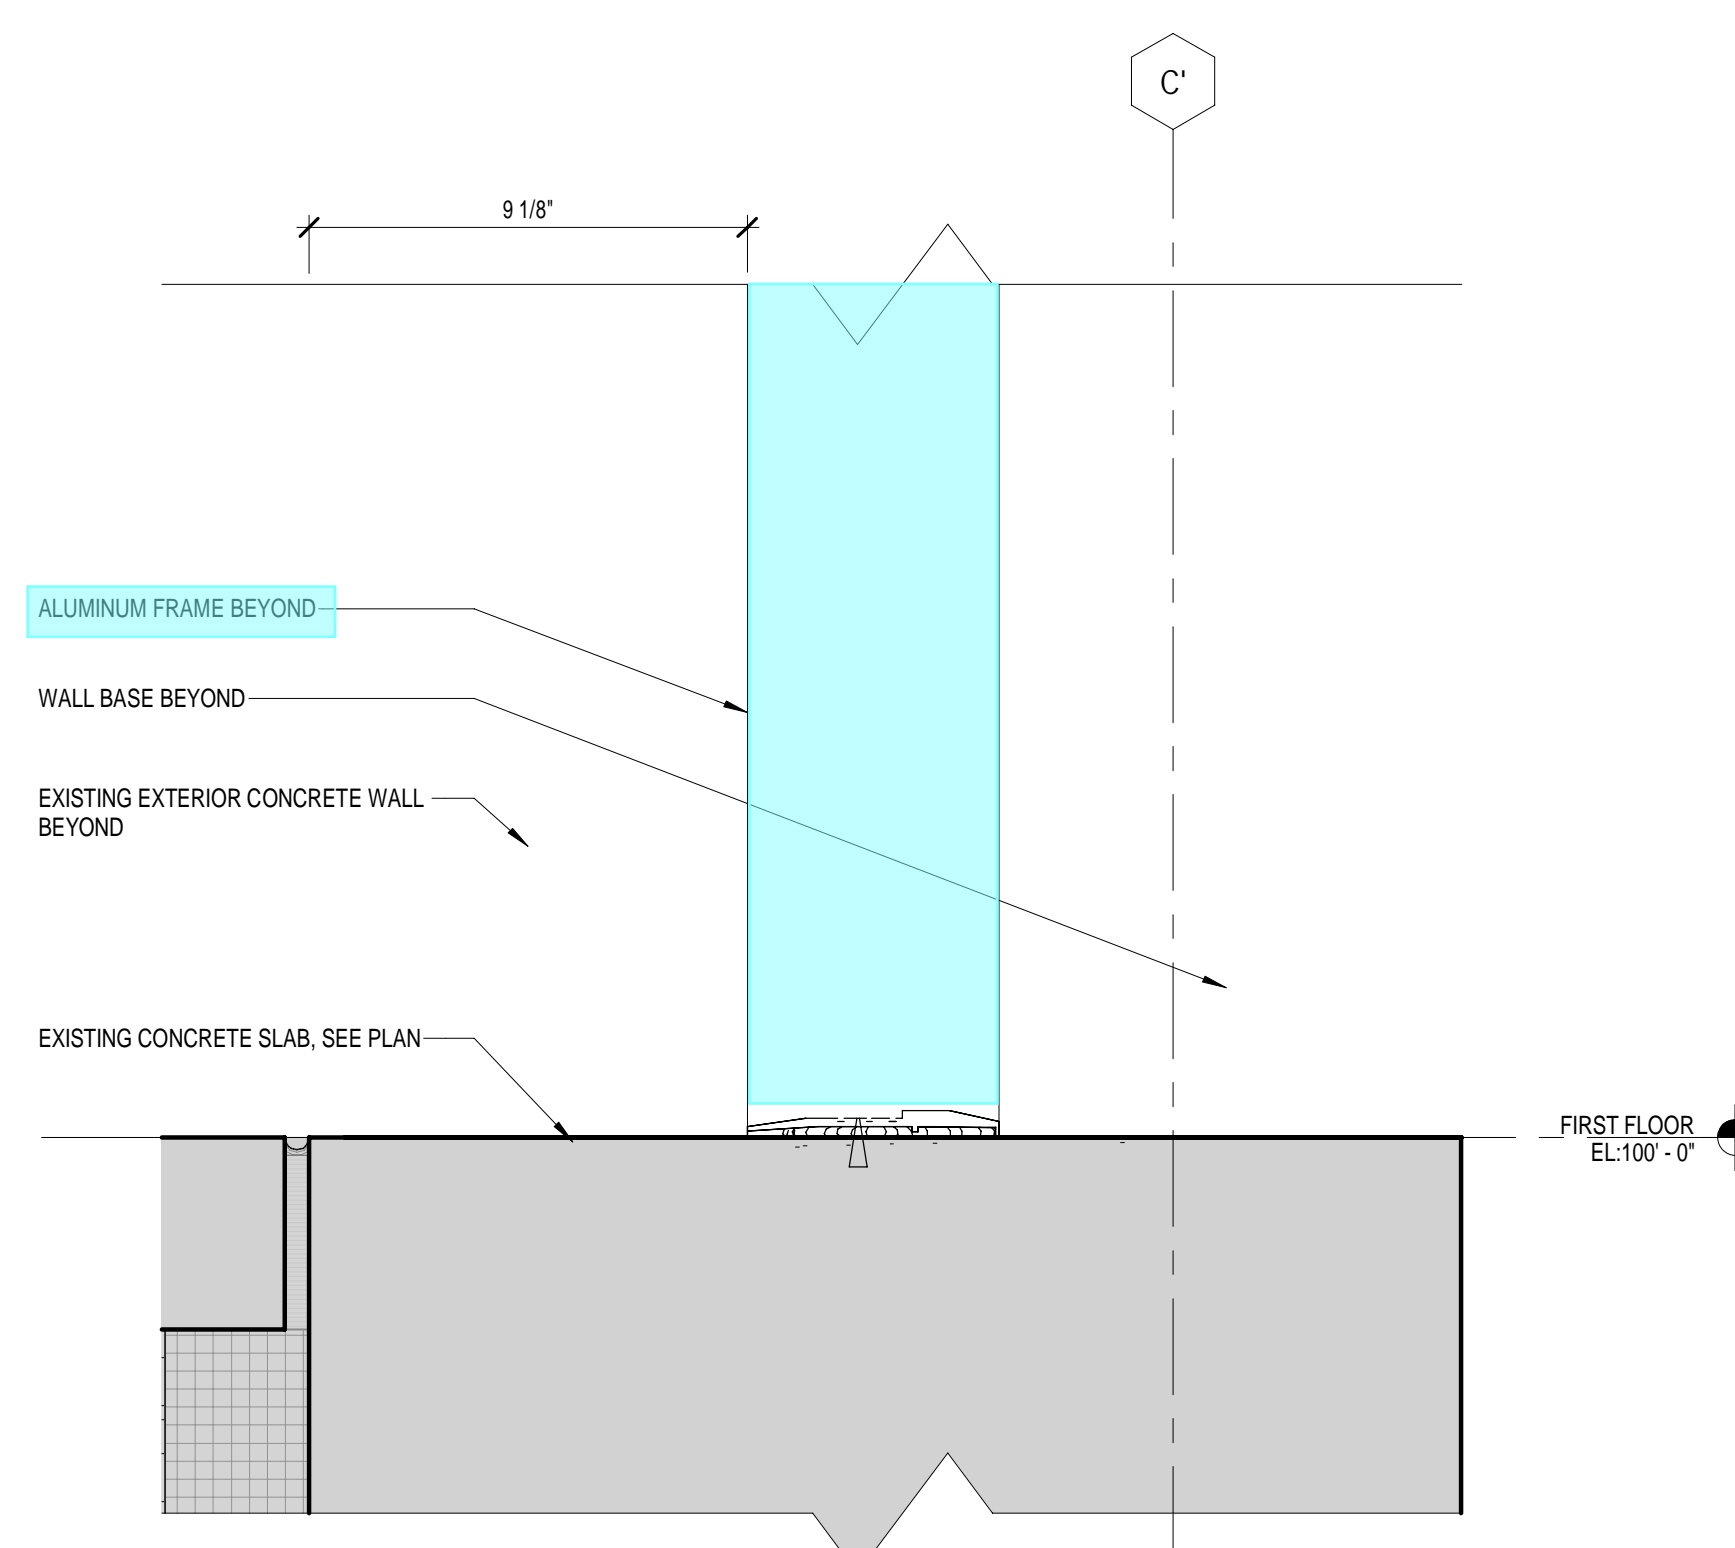 C'
9 1/8"
ALUMINUM FRAME BEYOND
WALL BASE BEYOND
EXISTING EXTERIOR CONCRETE WALL
BEYOND
EXISTING CONCRETE SLAB, SEE PLAN
FIRST FLOOR
EL:100' - 0"